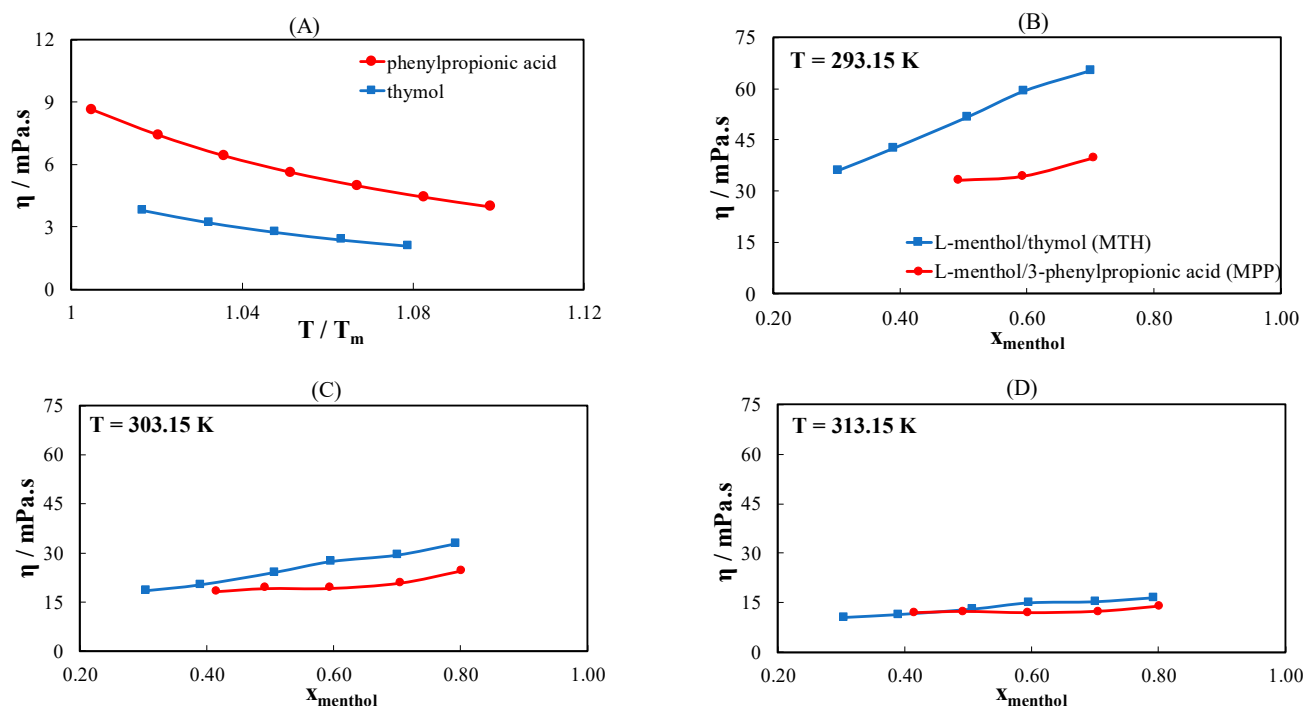 (A)
12
9
6
3
0
η / mPa.s
phenylpropionic acid
thymol
1
1.04
1.08
1.12
T / Tm
(B)
75
60
45
30
15
0
η / mPa.s
T = 293.15 K
L-menthol/thymol (MTH)
L-menthol/3-phenylpropionic acid (MPP)
0.20
0.40
0.60
0.80
1.00
xmenthol
(C)
75
60
45
30
15
0
η / mPa.s
T = 303.15 K
0.20
0.40
0.60
0.80
1.00
xmenthol
(D)
75
60
45
30
15
0
η / mPa.s
T = 313.15 K
0.20
0.40
0.60
0.80
1.00
xmenthol